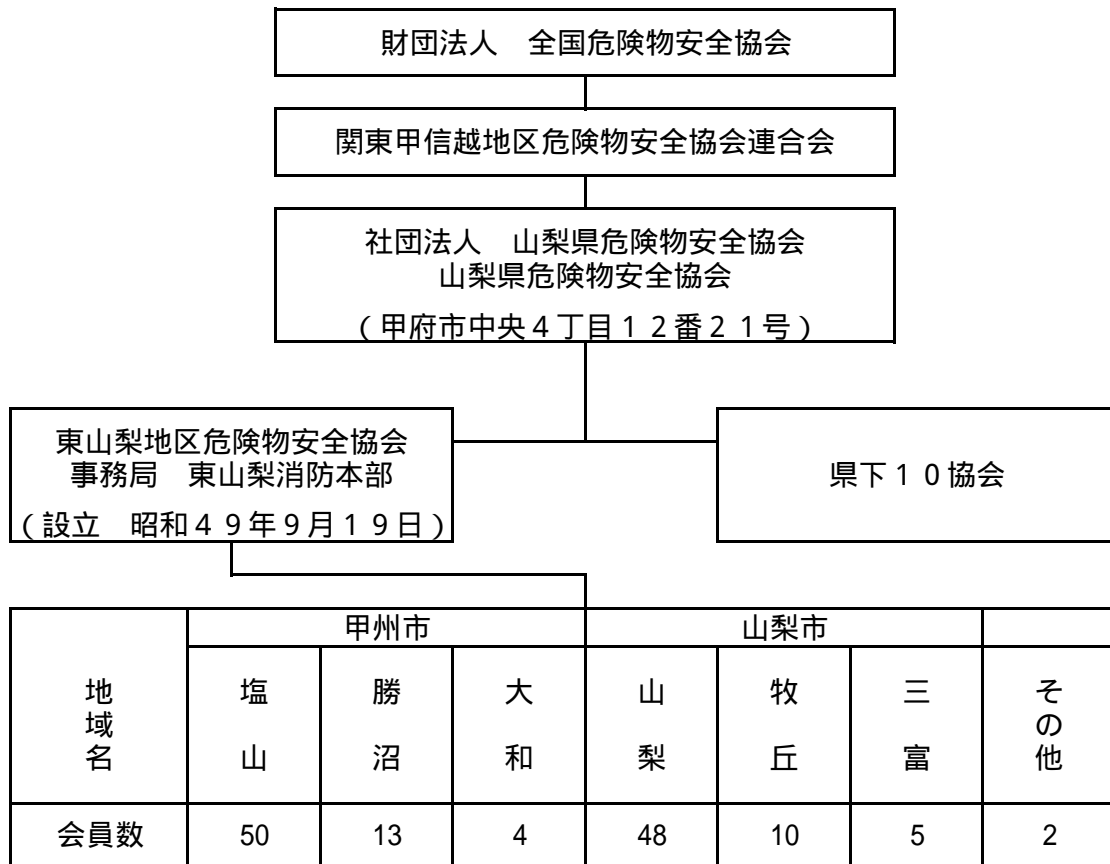 財団法人　全国危険物安全協会
関東甲信越地区危険物安全協会連合会
社団法人　山梨県危険物安全協会
山梨県危険物安全協会
（甲府市中央４丁目１２番２１号）
東山梨地区危険物安全協会
事務局　東山梨消防本部
（設立　昭和４９年９月１９日）
県下１０協会
地域名
甲州市
山梨市
塩山
勝沼
大和
山梨
牧丘
三富
その他
会員数 50 13 4 48 10 5 2